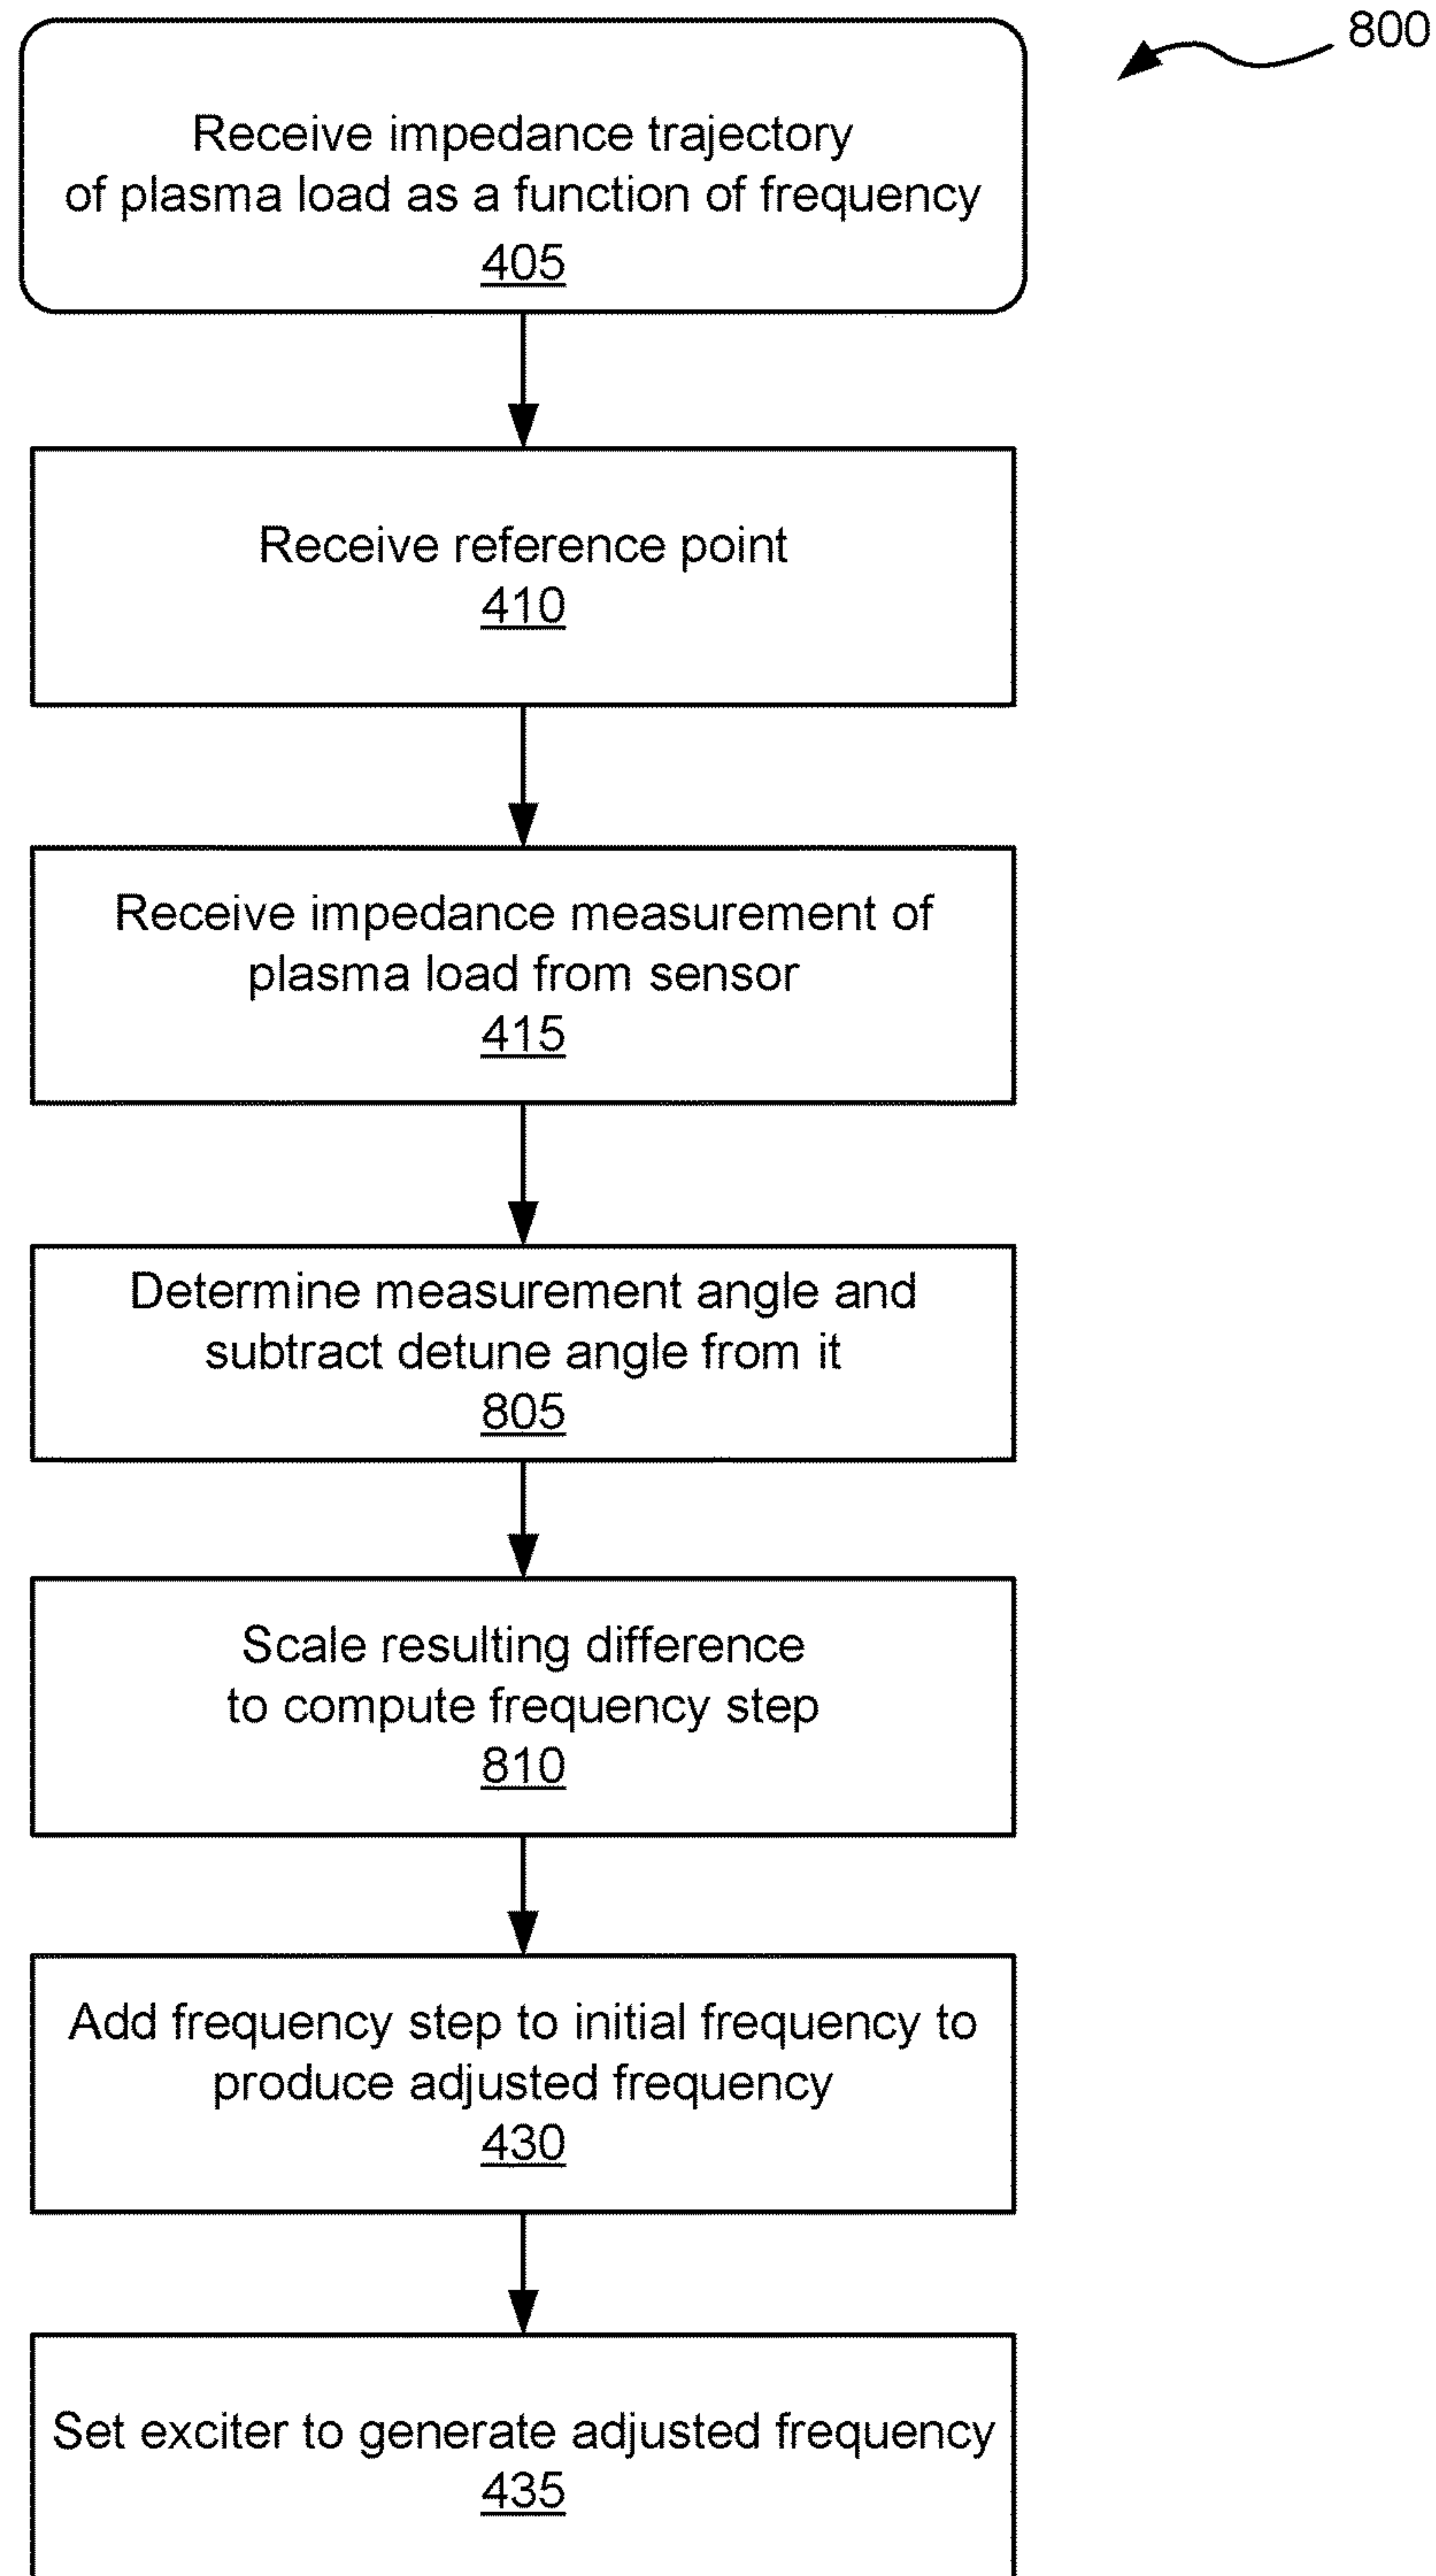 800
Receive impedance trajectory
of plasma load as a function of frequency
405
Receive reference point
410
Receive impedance measurement of
plasma load from sensor
415
Determine measurement angle and
subtract detune angle from it
805
Scale resulting difference
to compute frequency step
810
Add frequency step to initial frequency to
produce adjusted frequency
430
Set exciter to generate adjusted frequency
435